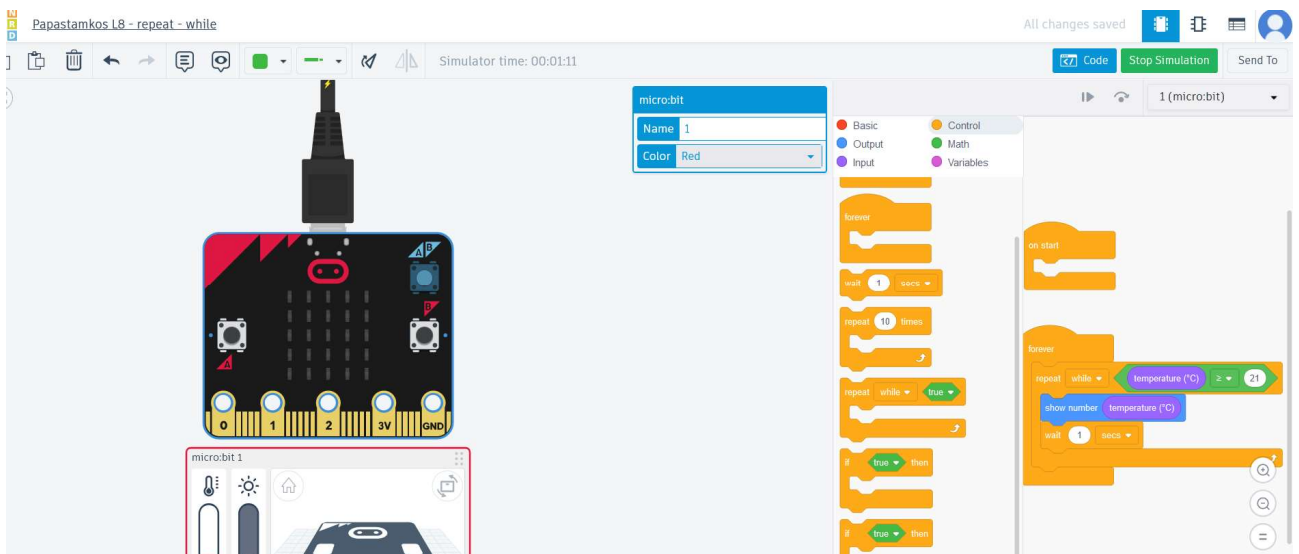 N
R
D
Papastamkos L8 - repeat - while
All changes saved
Simulator time: 00:01:11
Code
Stop Simulation
Send To
1 (micro:bit)
micro:bit
Name 1
Color Red
Basic
Control
Output
Math
Input
Variables
forever
wait 1 secs
repeat 10 times
repeat while true
if true then
if true then
on start
forever
repeat while temperature (°C) ≥ 21
show number temperature (°C)
wait 1 secs
A B
B
A
0 1 2 3V GND
micro:bit 1